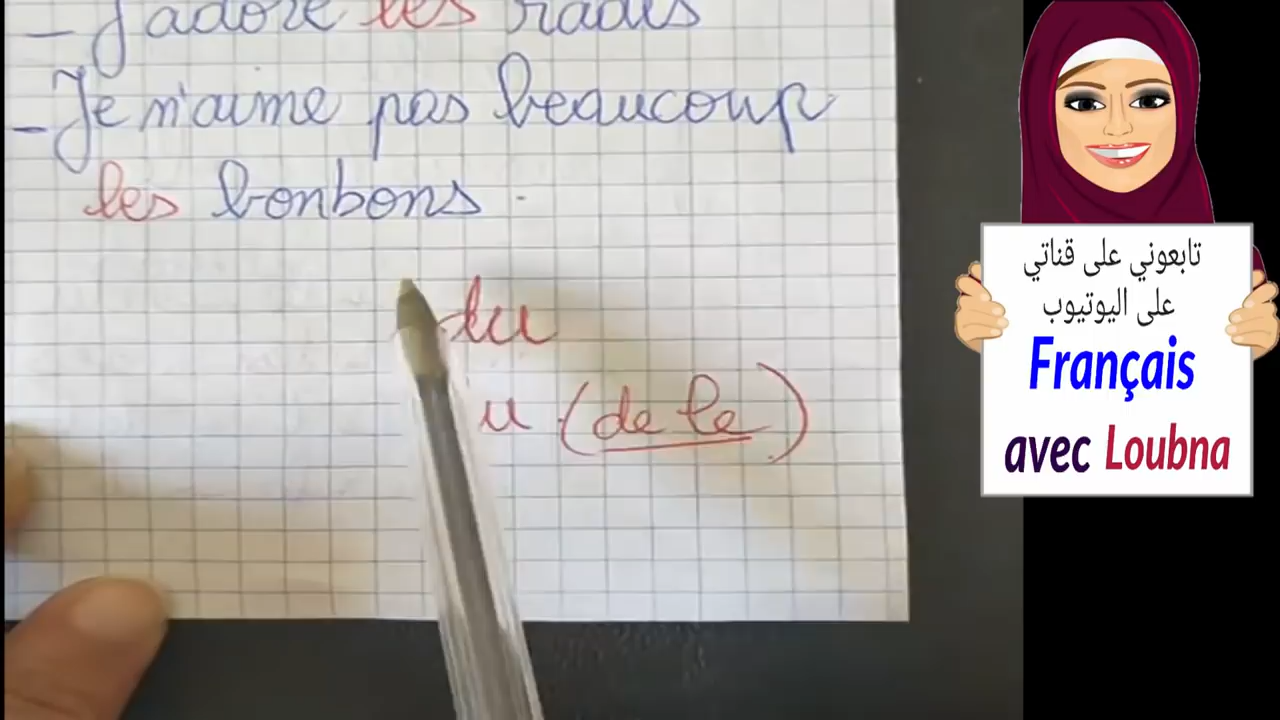 - J'adore les radis
- Je n'aime pas beaucoup
les bonbons.
du
u (de le)
تابعوني على قناتي
على اليوتيوب
Français
avec Loubna